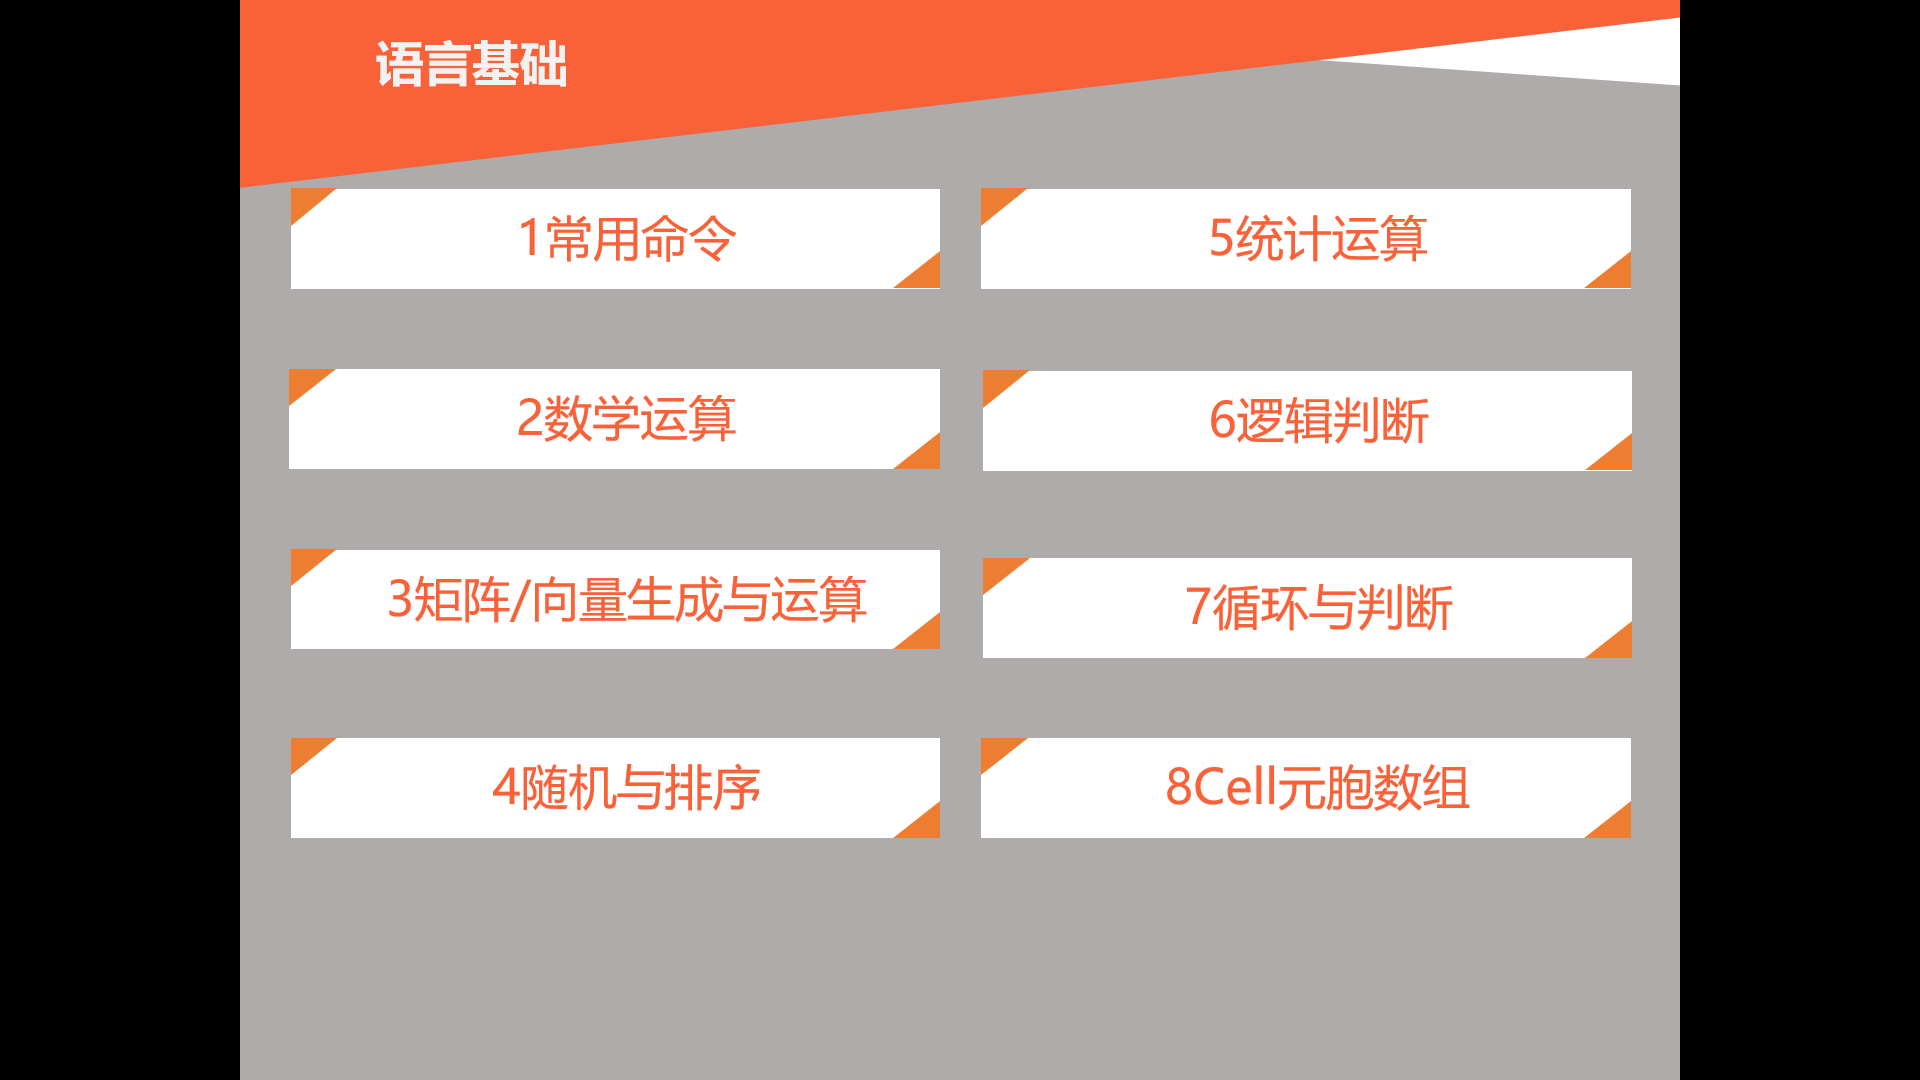 语言基础
1常用命令
2数学运算
3矩阵/向量生成与运算
4随机与排序
5统计运算
6逻辑判断
7循环与判断
8Cell元胞数组